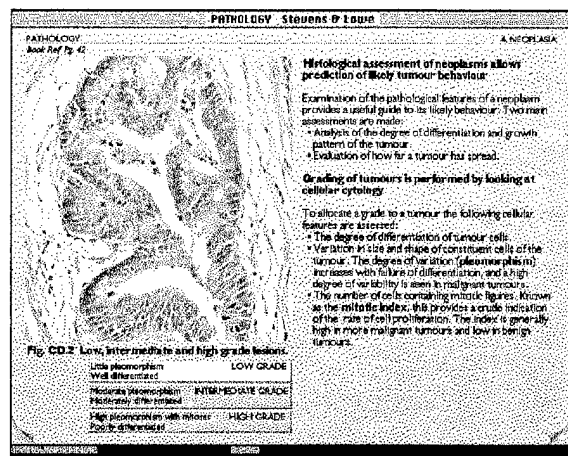 PATHOLOGY Stevens & Lowe
PATHOLOGY
4. NEOPLASIA
Book Ref Pg. 42
Histological assessment of neoplasms allows
prediction of likely tumour behaviour
Examination of the pathological features of a neoplasm
provides a useful guide to its likely behaviour. Two main
assessments are made:
• Analysis of the degree of differentiation and growth
pattern of the tumour.
• Evaluation of how far a tumour has spread.
Grading of tumours is performed by looking at
cellular cytology
To allocate a grade to a tumour the following cellular
features are assessed:
• The degree of differentiation of tumour cells.
• Variation in size and shape of constituent cells of the
tumour. The degree of variation (pleomorphism)
increases with failure of differentiation, and a high
degree of variability is seen in malignant tumours.
• The number of cells containing mitotic figures. Known
as the mitotic index, this provides a crude indication
of the rate of cell proliferation. The index is generally
high in more malignant tumours and low in benign
tumours.
Fig. CD.2 Low, intermediate and high grade lesions.
Little pleomorphism LOW GRADE
Well differentiated
Moderate pleomorphism INTERMEDIATE GRADE
Moderately differentiated
High pleomorphism with mitoses HIGH GRADE
Poorly differentiated